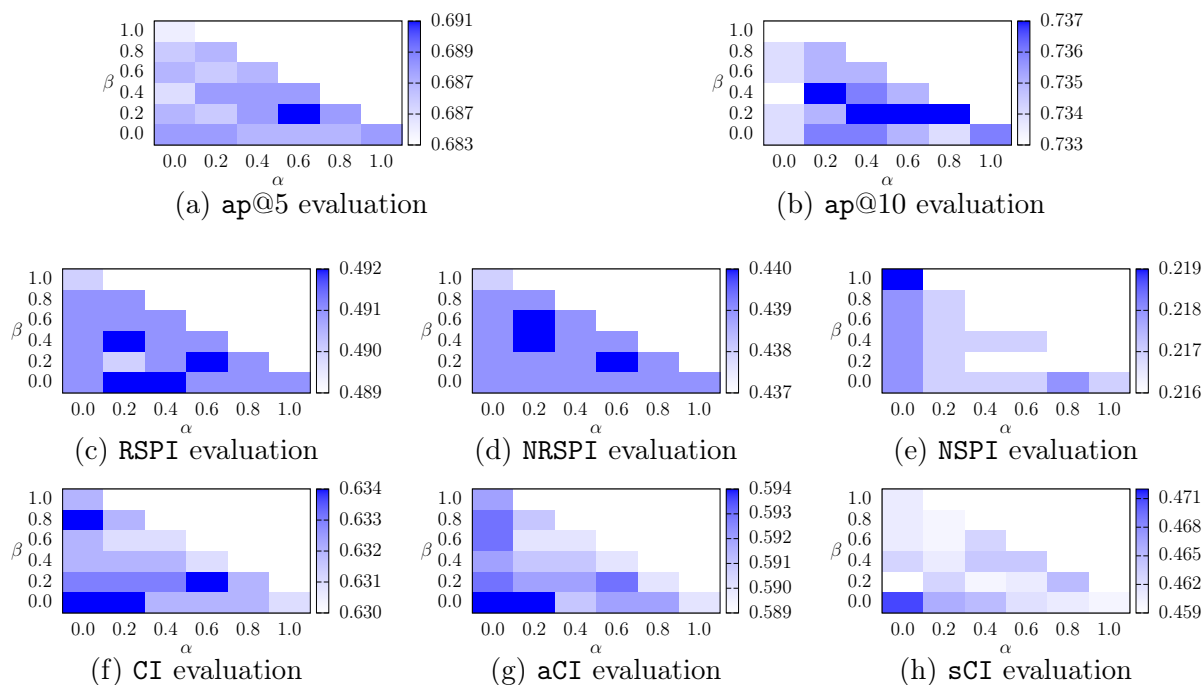 1.0
0.8
0.6
0.4
0.2
0.0
β
0.0 0.2 0.4 0.6 0.8 1.0
α
0.691
0.689
0.687
0.687
0.683
(a) ap@5 evaluation
1.0
0.8
0.6
0.4
0.2
0.0
β
0.0 0.2 0.4 0.6 0.8 1.0
α
0.737
0.736
0.735
0.734
0.733
(b) ap@10 evaluation
1.0
0.8
0.6
0.4
0.2
0.0
β
0.0 0.2 0.4 0.6 0.8 1.0
α
0.492
0.491
0.490
0.489
(c) RSPI evaluation
1.0
0.8
0.6
0.4
0.2
0.0
β
0.0 0.2 0.4 0.6 0.8 1.0
α
0.440
0.439
0.438
0.437
(d) NRSPI evaluation
1.0
0.8
0.6
0.4
0.2
0.0
β
0.0 0.2 0.4 0.6 0.8 1.0
α
0.219
0.218
0.217
0.216
(e) NSPI evaluation
1.0
0.8
0.6
0.4
0.2
0.0
β
0.0 0.2 0.4 0.6 0.8 1.0
α
0.634
0.633
0.632
0.631
0.630
(f) CI evaluation
1.0
0.8
0.6
0.4
0.2
0.0
β
0.0 0.2 0.4 0.6 0.8 1.0
α
0.594
0.593
0.591
0.590
0.589
(g) aCI evaluation
1.0
0.8
0.6
0.4
0.2
0.0
β
0.0 0.2 0.4 0.6 0.8 1.0
α
0.471
0.468
0.465
0.462
0.459
(h) sCI evaluation